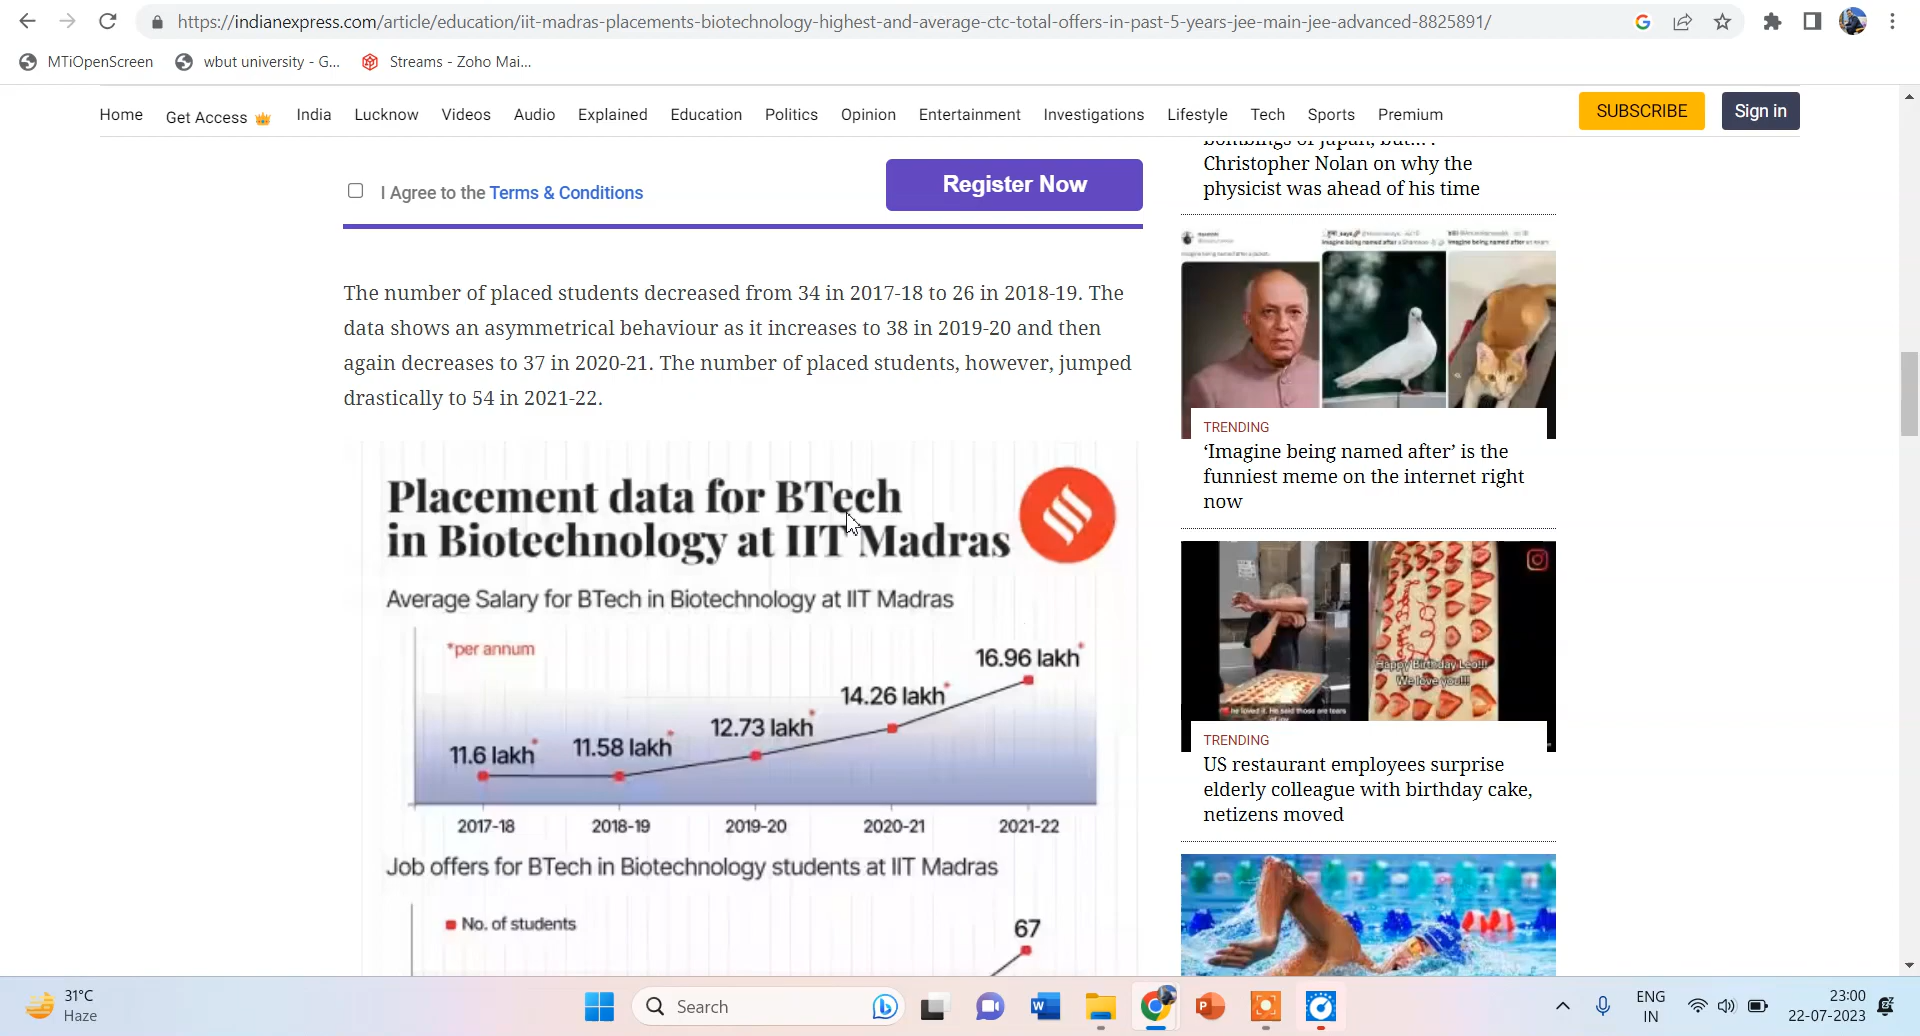 https://indianexpress.com/article/education/iit-madras-placements-biotechnology-highest-and-average-ctc-total-offers-in-past-5-years-jee-main-jee-advanced-8825891/
MTiOpenScreen
wbut university - G...
Streams - Zoho Mai...
Home
Get Access
India
Lucknow
Videos
Audio
Explained
Education
Politics
Opinion
Entertainment
Investigations
Lifestyle
Tech
Sports
Premium
SUBSCRIBE
Sign in
I Agree to the Terms & Conditions
Register Now
The number of placed students decreased from 34 in 2017-18 to 26 in 2018-19. The
data shows an asymmetrical behaviour as it increases to 38 in 2019-20 and then
again decreases to 37 in 2020-21. The number of placed students, however, jumped
drastically to 54 in 2021-22.
Placement data for BTech
in Biotechnology at IIT Madras
Average Salary for BTech in Biotechnology at IIT Madras
*per annum
11.6 lakh*
11.58 lakh*
12.73 lakh*
14.26 lakh*
16.96 lakh*
2017-18
2018-19
2019-20
2020-21
2021-22
Job offers for BTech in Biotechnology students at IIT Madras
No. of students
67
bombings of Japan, but...':
Christopher Nolan on why the
physicist was ahead of his time
TRENDING
‘Imagine being named after’ is the
funniest meme on the internet right
now
Happy Birthday Leo!!!
We love you!!!
TRENDING
US restaurant employees surprise
elderly colleague with birthday cake,
netizens moved
31°C
Haze
Search
ENG
IN
23:00
22-07-2023